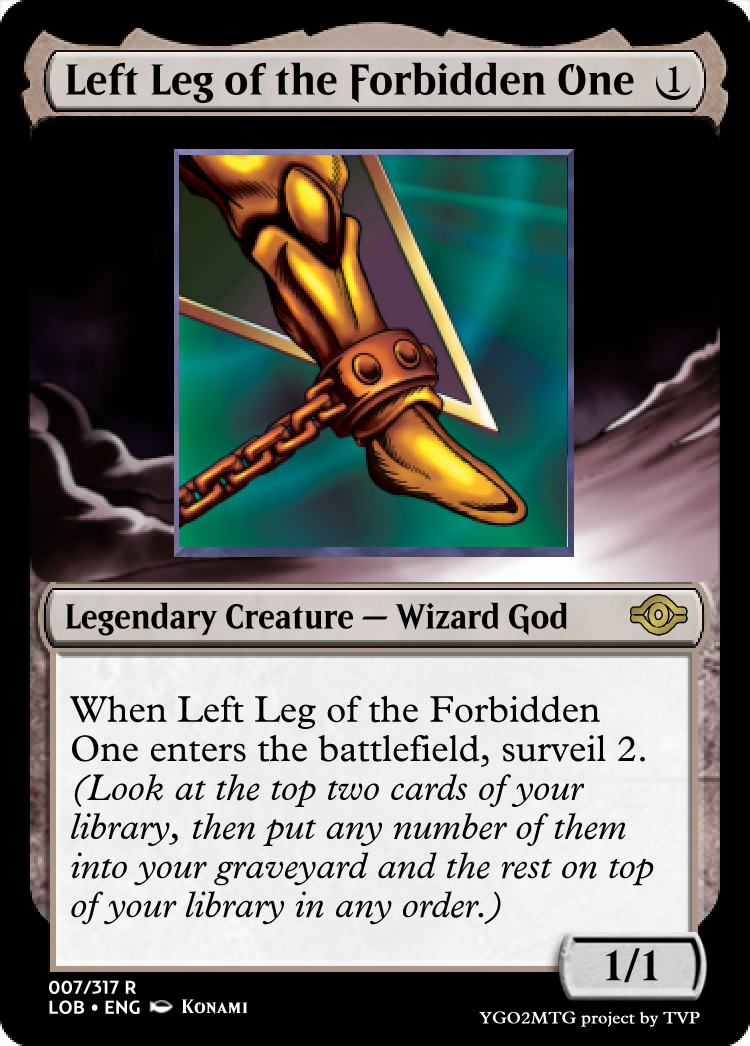 Left Leg of the Forbidden One 1
Legendary Creature — Wizard God
When Left Leg of the Forbidden
One enters the battlefield, surveil 2.
(Look at the top two cards of your
library, then put any number of them
into your graveyard and the rest on top
of your library in any order.)
1/1
007/317 R
LOB • ENG Konami
YGO2MTG project by TVP